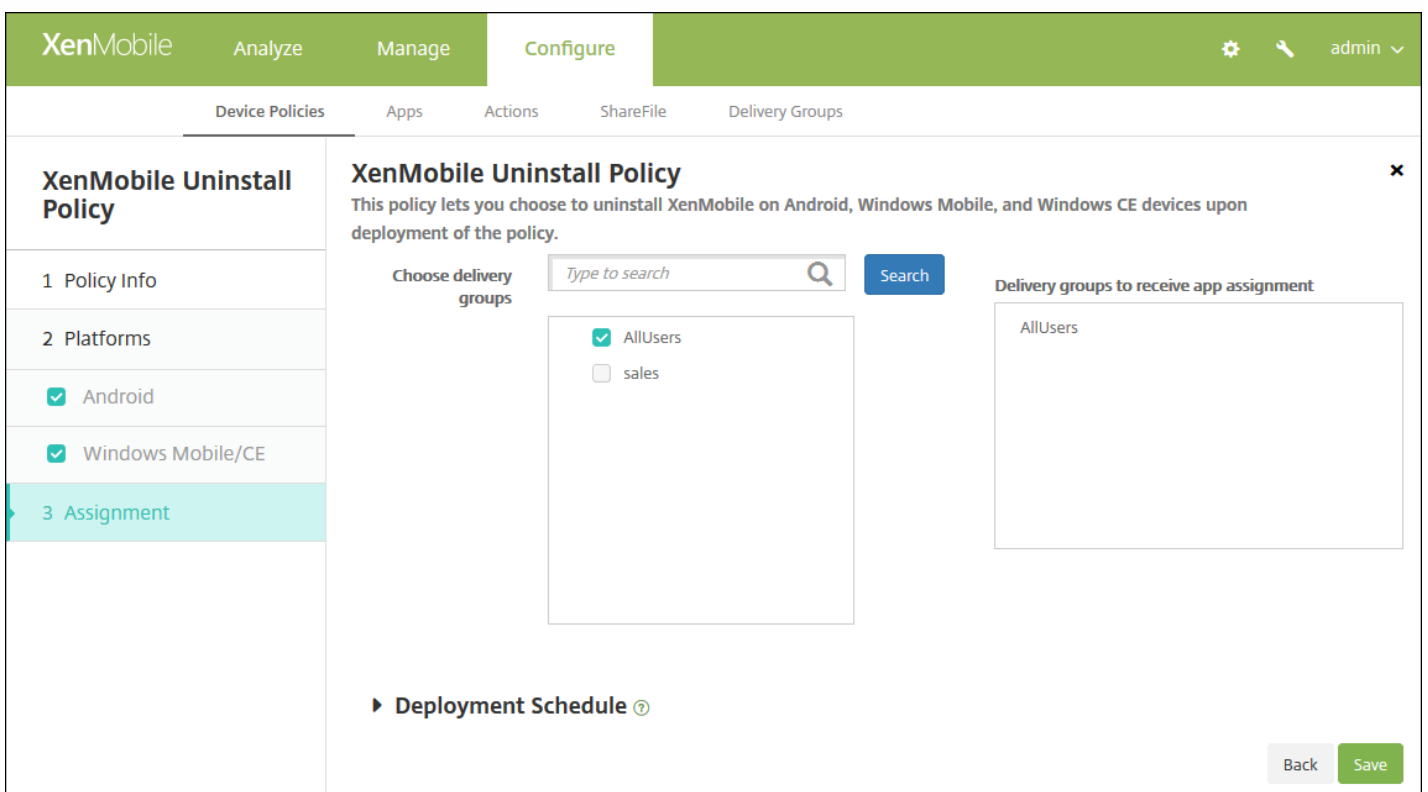 XenMobile Analyze Manage Configure admin
Device Policies Apps Actions ShareFile Delivery Groups
XenMobile Uninstall
Policy
1 Policy Info
2 Platforms
Android
Windows Mobile/CE
3 Assignment
XenMobile Uninstall Policy
This policy lets you choose to uninstall XenMobile on Android, Windows Mobile, and Windows CE devices upon
deployment of the policy.
Choose delivery
groups
Type to search
Search
AllUsers
sales
Delivery groups to receive app assignment
AllUsers
Deployment Schedule ?
Back Save